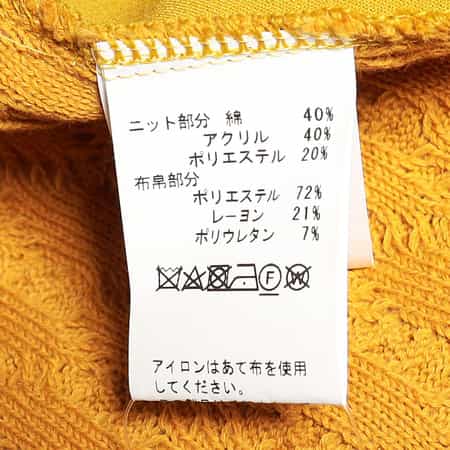 ニット部分 綿 40%
アクリル 40%
ポリエステル 20%
布帛部分
ポリエステル 72%
レーヨン 21%
ポリウレタン 7%
F W
アイロンはあて布を使用
してください。